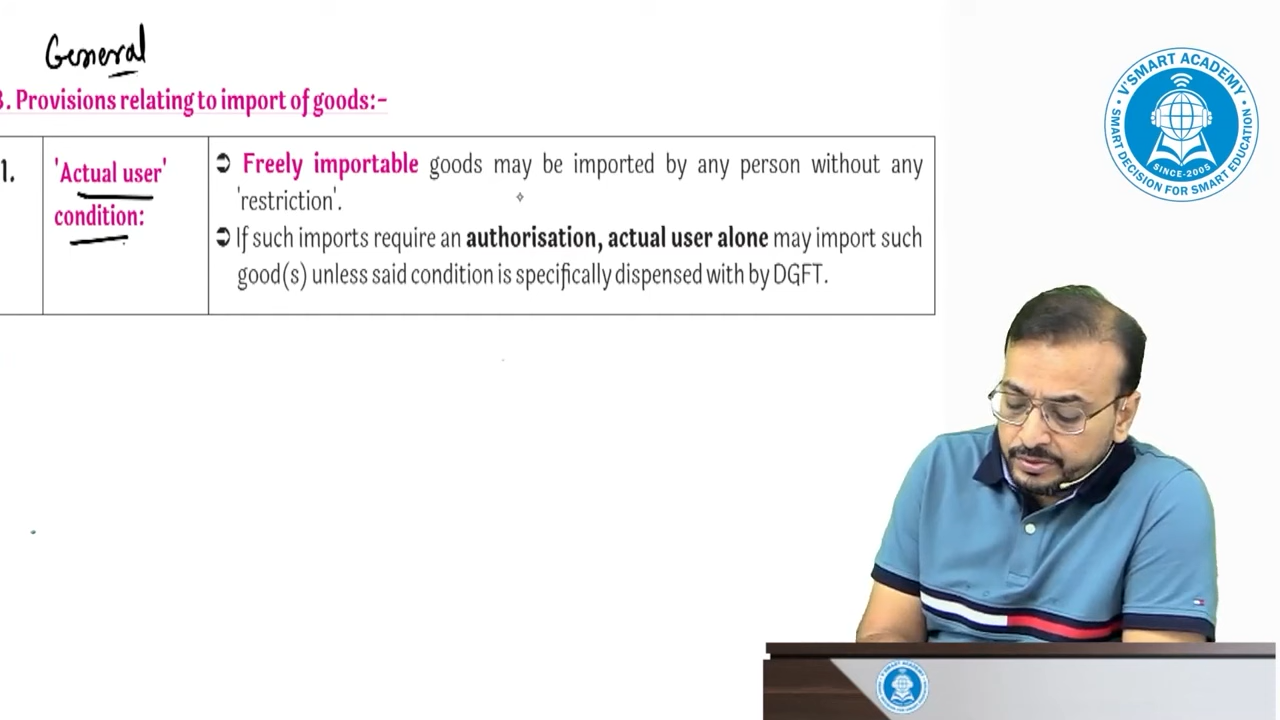 General
3. Provisions relating to import of goods:-
1.
'Actual user'
condition:
➲ Freely importable goods may be imported by any person without any
'restriction'.
➲ If such imports require an authorisation, actual user alone may import such
good(s) unless said condition is specifically dispensed with by DGFT.
V'SMART ACADEMY
SINCE-2005
SMART DECISION FOR SMART EDUCATION